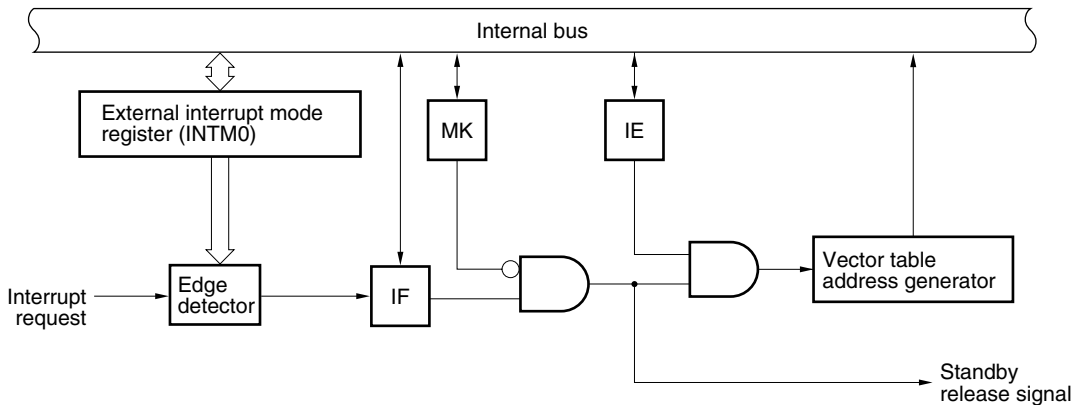 Internal bus
External interrupt mode
register (INTM0)
MK
IE
Vector table
address generator
Interrupt
request
Edge
detector
IF
Standby
release signal